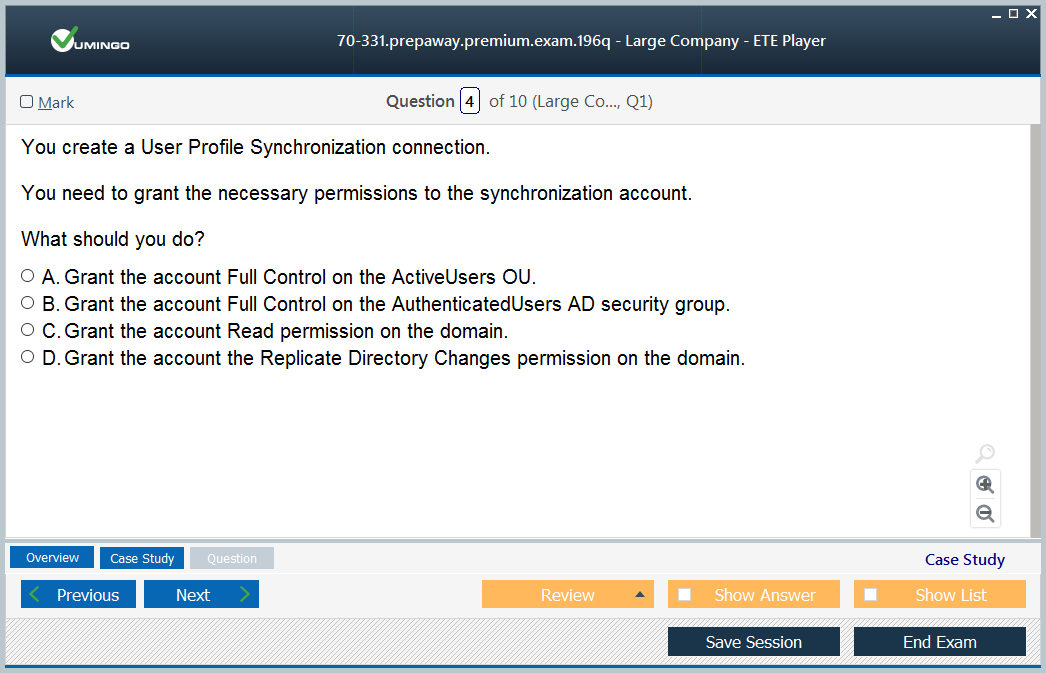 VUMINGO
70-331.prepaway.premium.exam.196q - Large Company - ETE Player
Mark
Question 4 of 10 (Large Co..., Q1)
You create a User Profile Synchronization connection.
You need to grant the necessary permissions to the synchronization account.
What should you do?
A. Grant the account Full Control on the ActiveUsers OU.
B. Grant the account Full Control on the AuthenticatedUsers AD security group.
C. Grant the account Read permission on the domain.
D. Grant the account the Replicate Directory Changes permission on the domain.
Overview Case Study Question Case Study
Previous Next Review Show Answer Show List
Save Session End Exam